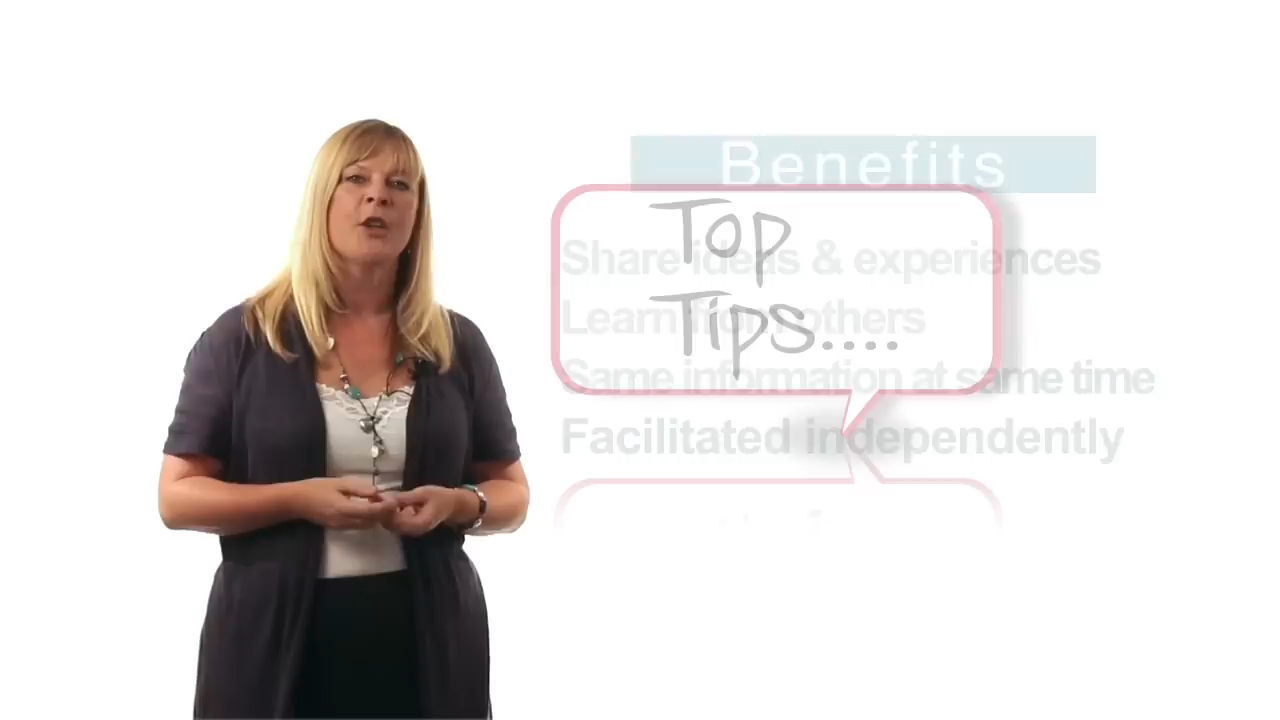 Benefits
Top
Tips....
Share ideas & experiences
Learn from others
Same information at same time
Facilitated independently